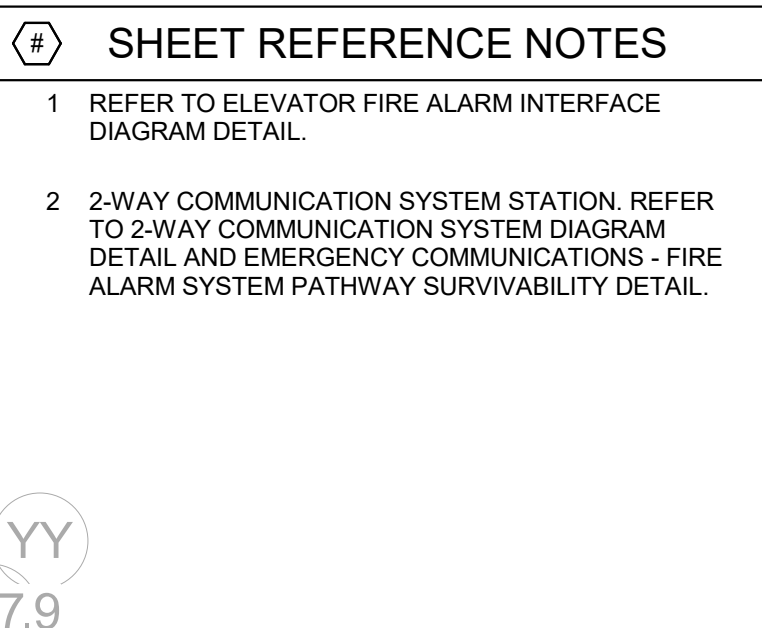 # SHEET REFERENCE NOTES
1 REFER TO ELEVATOR FIRE ALARM INTERFACE
DIAGRAM DETAIL.
2 2-WAY COMMUNICATION SYSTEM STATION. REFER
TO 2-WAY COMMUNICATION SYSTEM DIAGRAM
DETAIL AND EMERGENCY COMMUNICATIONS - FIRE
ALARM SYSTEM PATHWAY SURVIVABILITY DETAIL.
YY
7.9